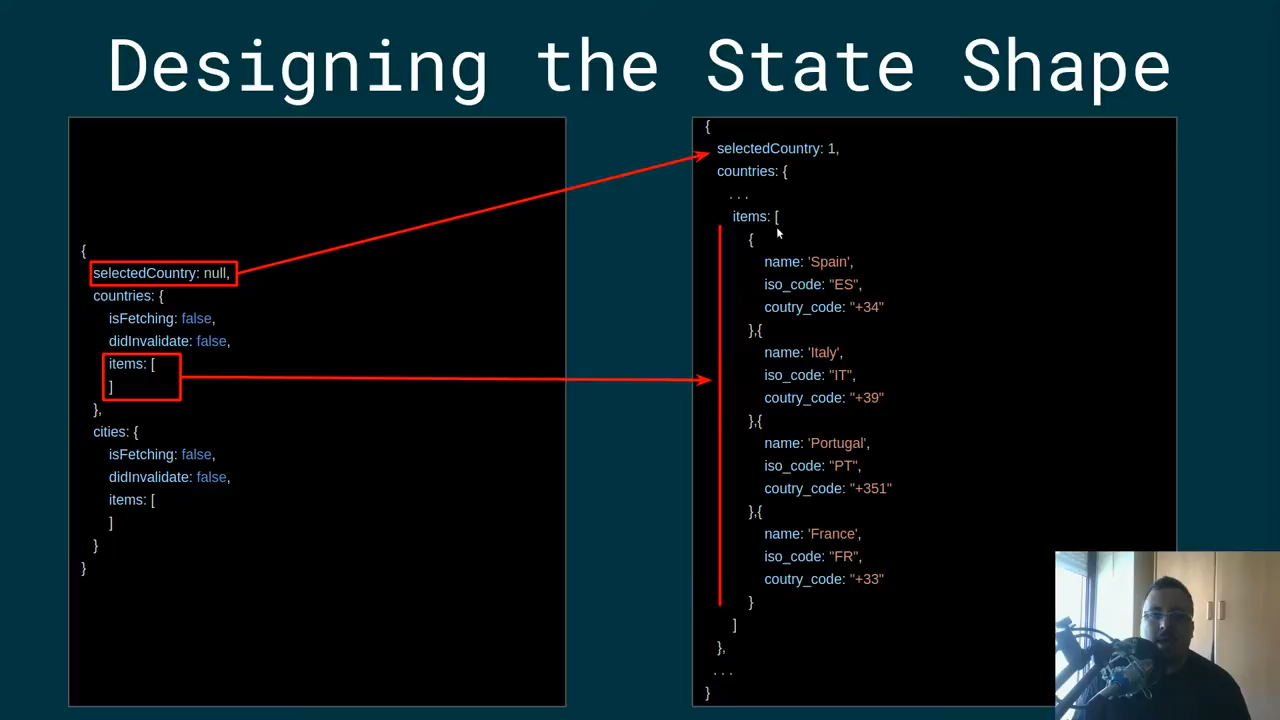 Designing the State Shape
{
selectedCountry: null,
countries: {
isFetching: false,
didInvalidate: false,
items: [
]
},
cities: {
isFetching: false,
didInvalidate: false,
items: [
]
}
}
{
selectedCountry: 1,
countries: {
. . .
items: [
{
name: 'Spain',
iso_code: "ES",
coutry_code: "+34"
},{
name: 'Italy',
iso_code: "IT",
coutry_code: "+39"
},{
name: 'Portugal',
iso_code: "PT",
coutry_code: "+351"
},{
name: 'France',
iso_code: "FR",
coutry_code: "+33"
}
]
},
. . .
}